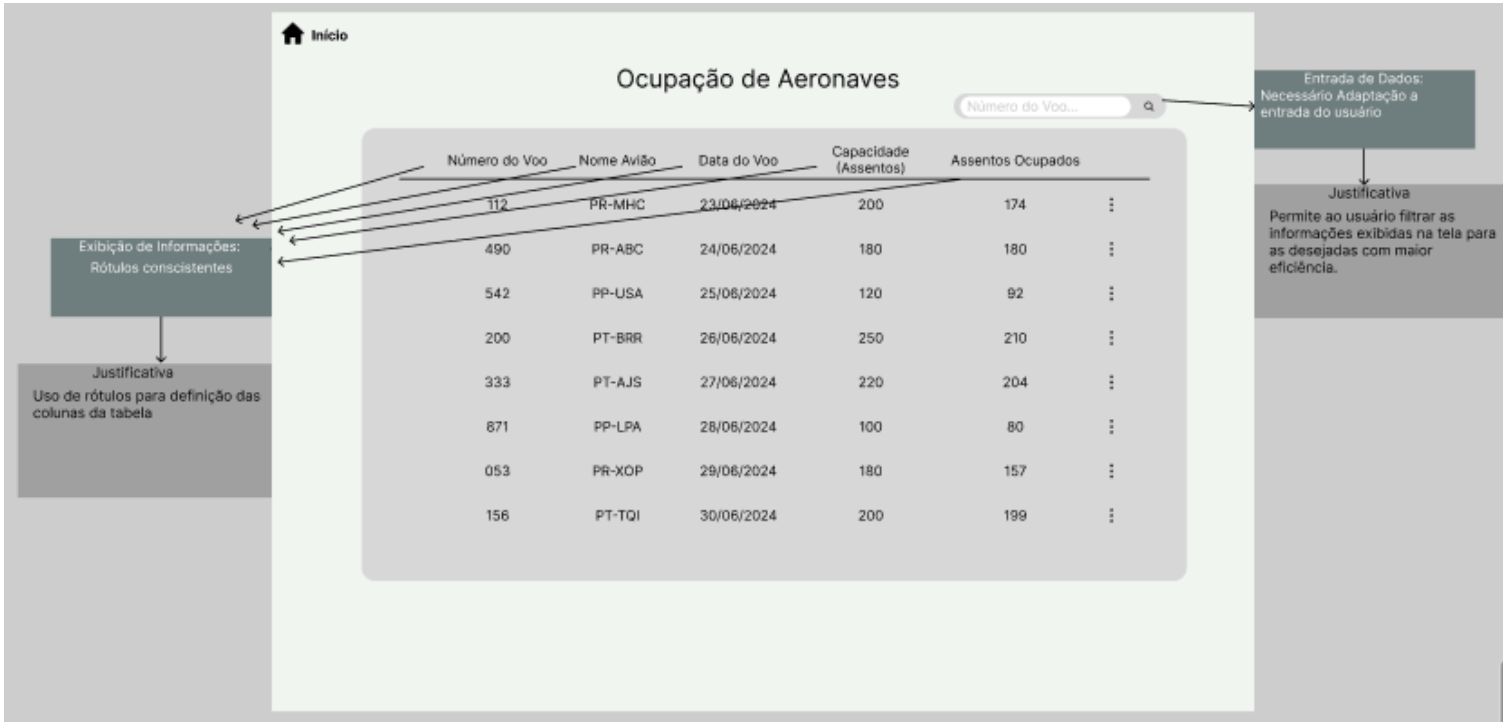 Início
Ocupação de Aeronaves
Número do Voo...
Entrada de Dados:
Necessário Adaptação a
entrada do usuário
Justificativa
Permite ao usuário filtrar as
informações exibidas na tela para
as desejadas com maior
eficiência.
Exibição de Informações:
Rótulos conscistentes
Justificativa
Uso de rótulos para definição das
colunas da tabela
Número do Voo Nome Avião Data do Voo Capacidade (Assentos) Assentos Ocupados
112 PR-MHC 23/06/2024 200 174
490 PR-ABC 24/06/2024 180 180
542 PP-USA 25/06/2024 120 92
200 PT-BRR 26/06/2024 250 210
333 PT-AJS 27/06/2024 220 204
871 PP-LPA 28/06/2024 100 80
053 PR-XOP 29/06/2024 180 157
156 PT-TQI 30/06/2024 200 199